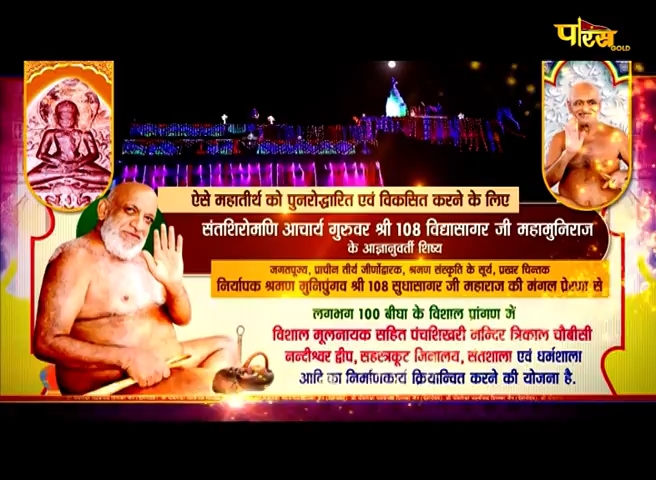 पारस
GOLD
ऐसे महातीर्थ को पुनरोद्धारित एवं विकसित करने के लिए
संतशिरोमणि आचार्य गुरुवर श्री 108 विद्यासागर जी महामुनिराज
के आज्ञानुवर्ती शिष्य
जगतपूज्य, प्राचीन तीर्थ जीर्णोद्धारक, श्रमण संस्कृति के सूर्य, प्रखर चिन्तक
निर्यापक श्रमण मुनिपुंगव श्री 108 सुधासागर जी महाराज की मंगल प्रेरणा से
लगभग 100 बीघा के विशाल प्रांगण में
विशाल मूलनायक सहित पंचशिखरी मन्दिर त्रिकाल चौबीसी
नन्दीश्वर द्वीप, सहस्त्रकूट जिनालय, संतशाला एवं धर्मशाला
आदि का निर्माणकार्य क्रियान्वित करने की योजना है.